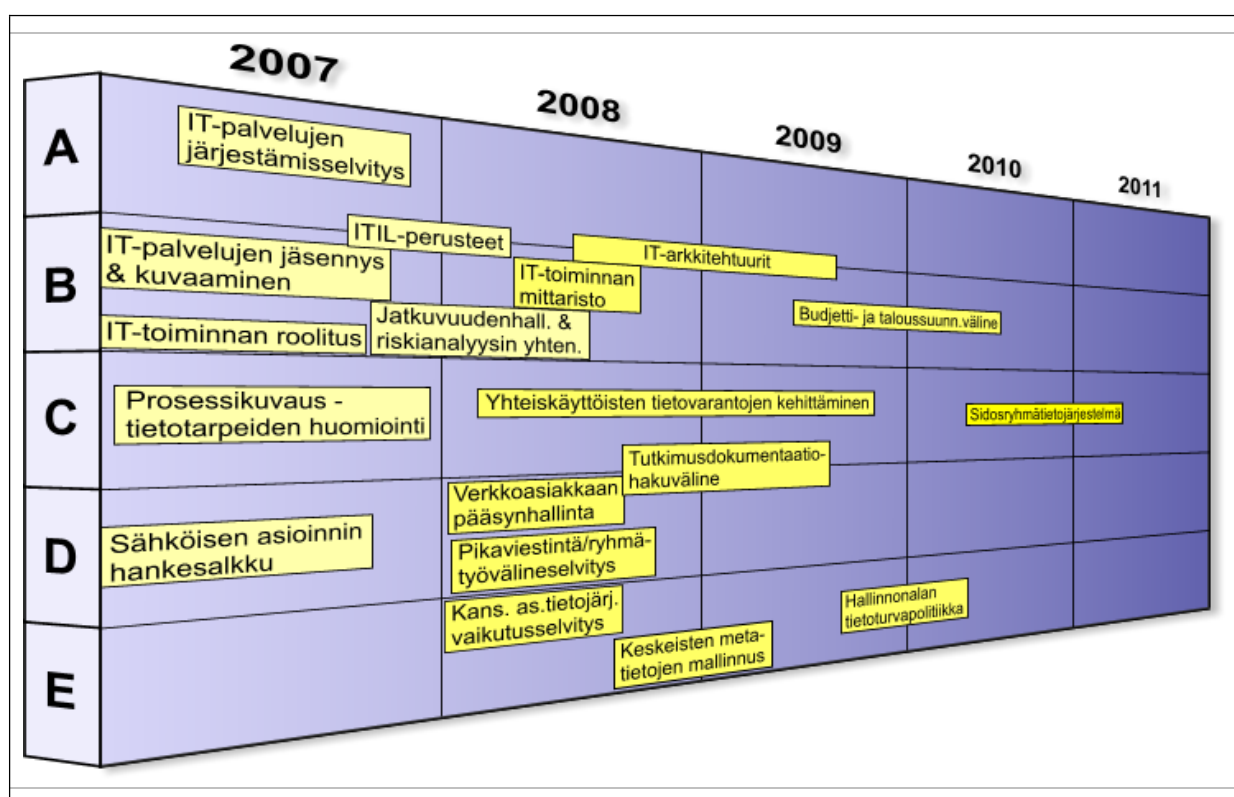 2007
2008
2009
2010
2011
A
IT-palvelujen
järjestämisselvitys
B
ITIL-perusteet
IT-palvelujen jäsennys
& kuvaaminen
IT-arkkitehtuurit
IT-toiminnan
mittaristo
IT-toiminnan roolitus
Jatkuvuudenhall. &
riskianalyysin yhten.
Budjetti- ja taloussuunn.väline
C
Prosessikuvaus -
tietotarpeiden huomiointi
Yhteiskäyttöisten tietovarantojen kehittäminen
Sidosryhmätietojärjestelmä
Tutkimusdokumentaatio-
hakuväline
D
Verkkoasiakkaan
pääsynhallinta
Sähköisen asioinnin
hankesalkku
Pikaviestintä/ryhmä-
työvälineselvitys
E
Kans. as.tietojärj.
vaikutusselvitys
Keskeisten meta-
tietojen mallinnus
Hallinnonalan
tietoturvapolitiikka